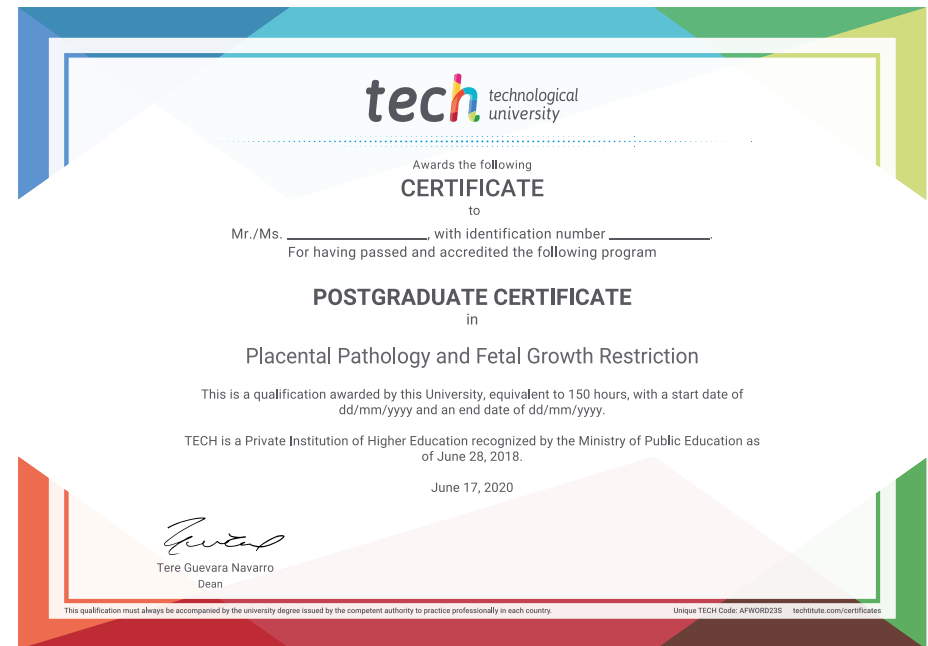 tech technological
university
Awards the following
CERTIFICATE
to
Mr./Ms. ____________________, with identification number ______________.
For having passed and accredited the following program
POSTGRADUATE CERTIFICATE
in
Placental Pathology and Fetal Growth Restriction
This is a qualification awarded by this University, equivalent to 150 hours, with a start date of
dd/mm/yyyy and an end date of dd/mm/yyyy.
TECH is a Private Institution of Higher Education recognized by the Ministry of Public Education as
of June 28, 2018.
June 17, 2020
Tere Guevara Navarro
Dean
This qualification must always be accompanied by the university degree issued by the competent authority to practice professionally in each country.
Unique TECH Code: AFWORD23S techtitute.com/certificates